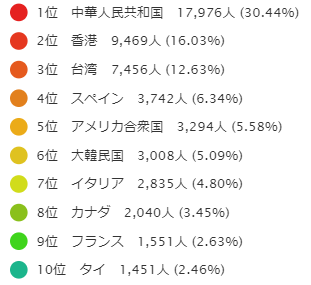 1位　中華人民共和国　17,976人 (30.44%)
2位　香港　9,469人 (16.03%)
3位　台湾　7,456人 (12.63%)
4位　スペイン　3,742人 (6.34%)
5位　アメリカ合衆国　3,294人 (5.58%)
6位　大韓民国　3,008人 (5.09%)
7位　イタリア　2,835人 (4.80%)
8位　カナダ　2,040人 (3.45%)
9位　フランス　1,551人 (2.63%)
10位　タイ　1,451人 (2.46%)